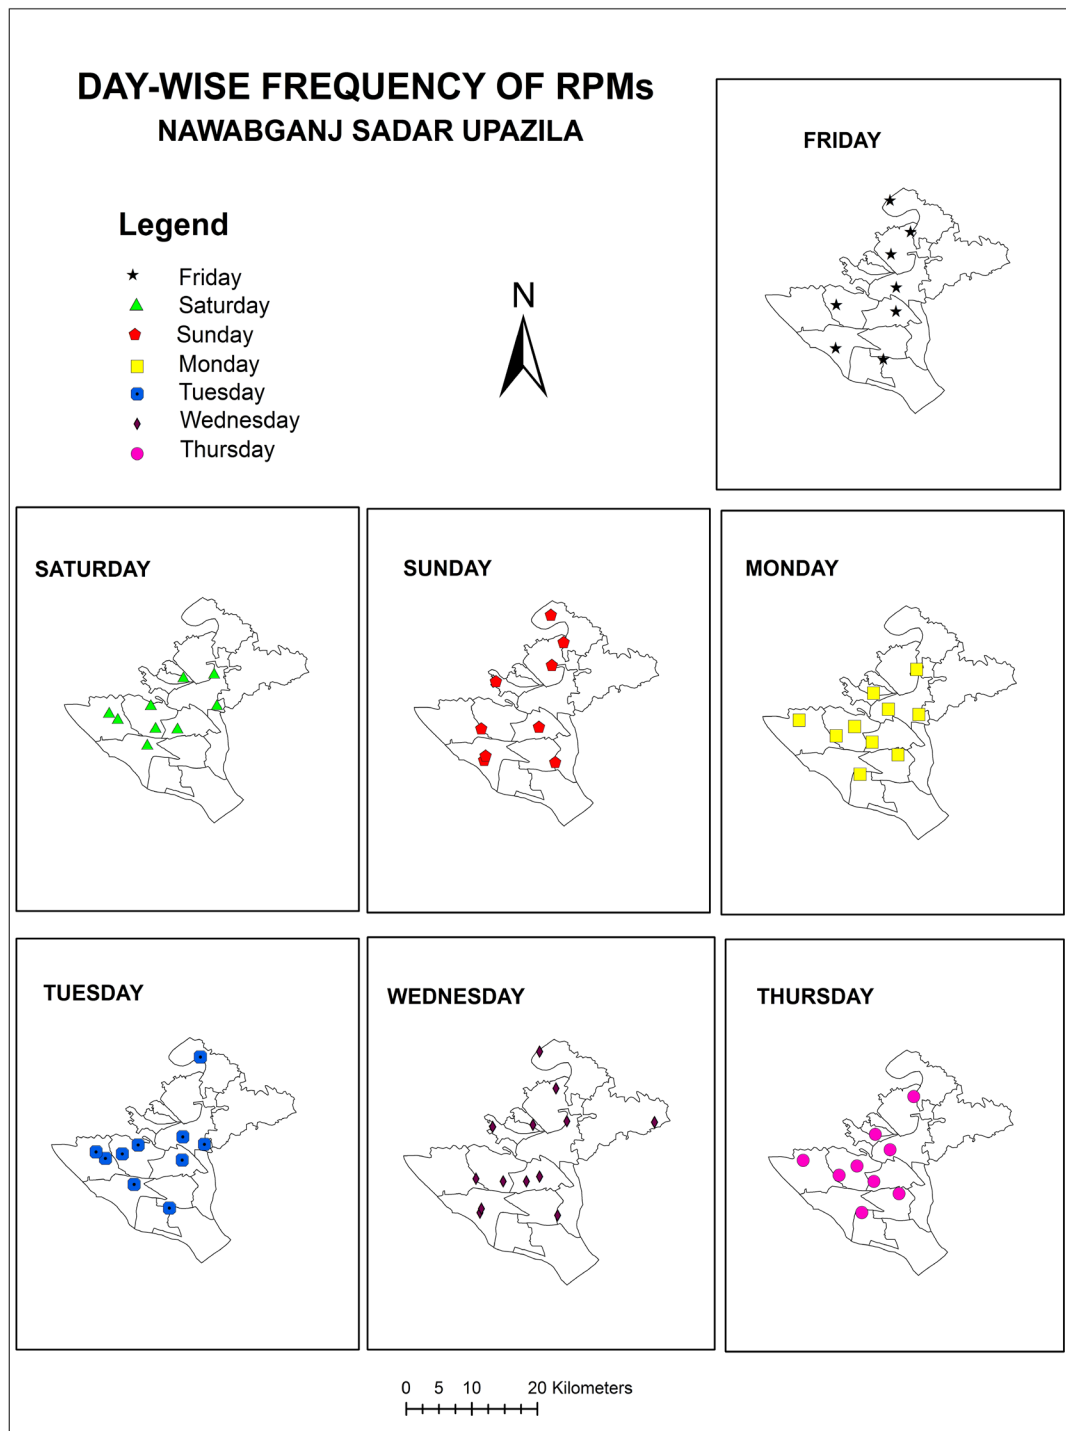 DAY-WISE FREQUENCY OF RPMs
NAWABGANJ SADAR UPAZILA
Legend
Friday
Saturday
Sunday
Monday
Tuesday
Wednesday
Thursday
N
FRIDAY
SATURDAY
SUNDAY
MONDAY
TUESDAY
WEDNESDAY
THURSDAY
0 5 10 20 Kilometers